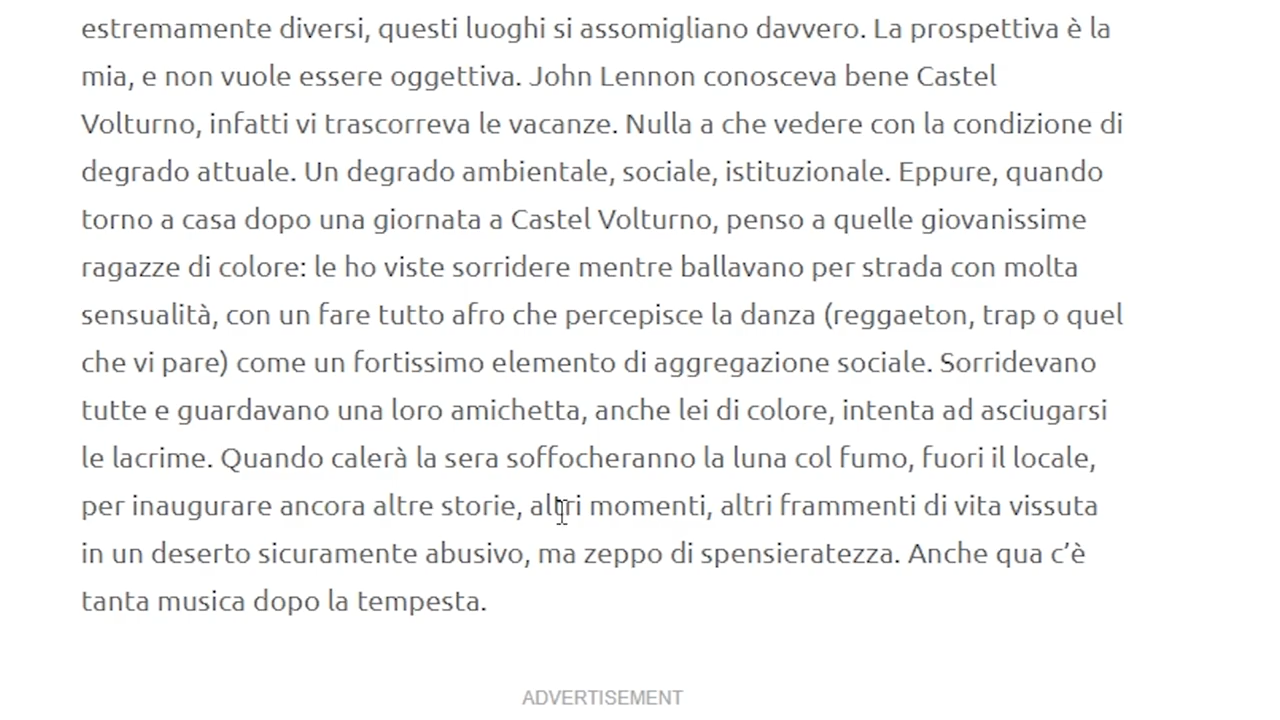 estremamente diversi, questi luoghi si assomigliano davvero. La prospettiva è la
mia, e non vuole essere oggettiva. John Lennon conosceva bene Castel
Volturno, infatti vi trascorreva le vacanze. Nulla a che vedere con la condizione di
degrado attuale. Un degrado ambientale, sociale, istituzionale. Eppure, quando
torno a casa dopo una giornata a Castel Volturno, penso a quelle giovanissime
ragazze di colore: le ho viste sorridere mentre ballavano per strada con molta
sensualità, con un fare tutto afro che percepisce la danza (reggaeton, trap o quel
che vi pare) come un fortissimo elemento di aggregazione sociale. Sorridevano
tutte e guardavano una loro amichetta, anche lei di colore, intenta ad asciugarsi
le lacrime. Quando calerà la sera soffocheranno la luna col fumo, fuori il locale,
per inaugurare ancora altre storie, altri momenti, altri frammenti di vita vissuta
in un deserto sicuramente abusivo, ma zeppo di spensieratezza. Anche qua c’è
tanta musica dopo la tempesta.
ADVERTISEMENT